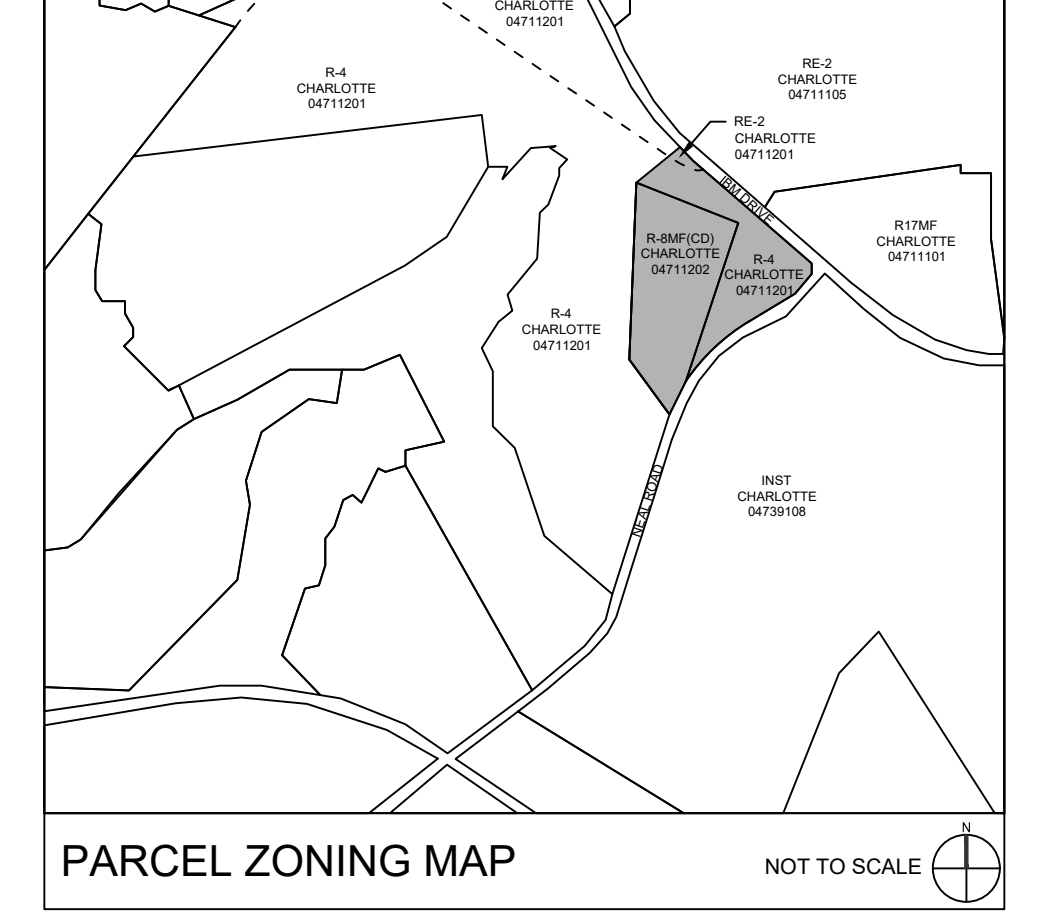 CHARLOTTE
04711201
R-4
CHARLOTTE
04711201
RE-2
CHARLOTTE
04711105
RE-2
CHARLOTTE
04711201
IBM DRIVE
R17MF
CHARLOTTE
04711101
R-8MF(CD)
CHARLOTTE
04711202
R-4
CHARLOTTE
04711201
R-4
CHARLOTTE
04711201
INST
CHARLOTTE
04739108
NEAL ROAD
PARCEL ZONING MAP
NOT TO SCALE
N